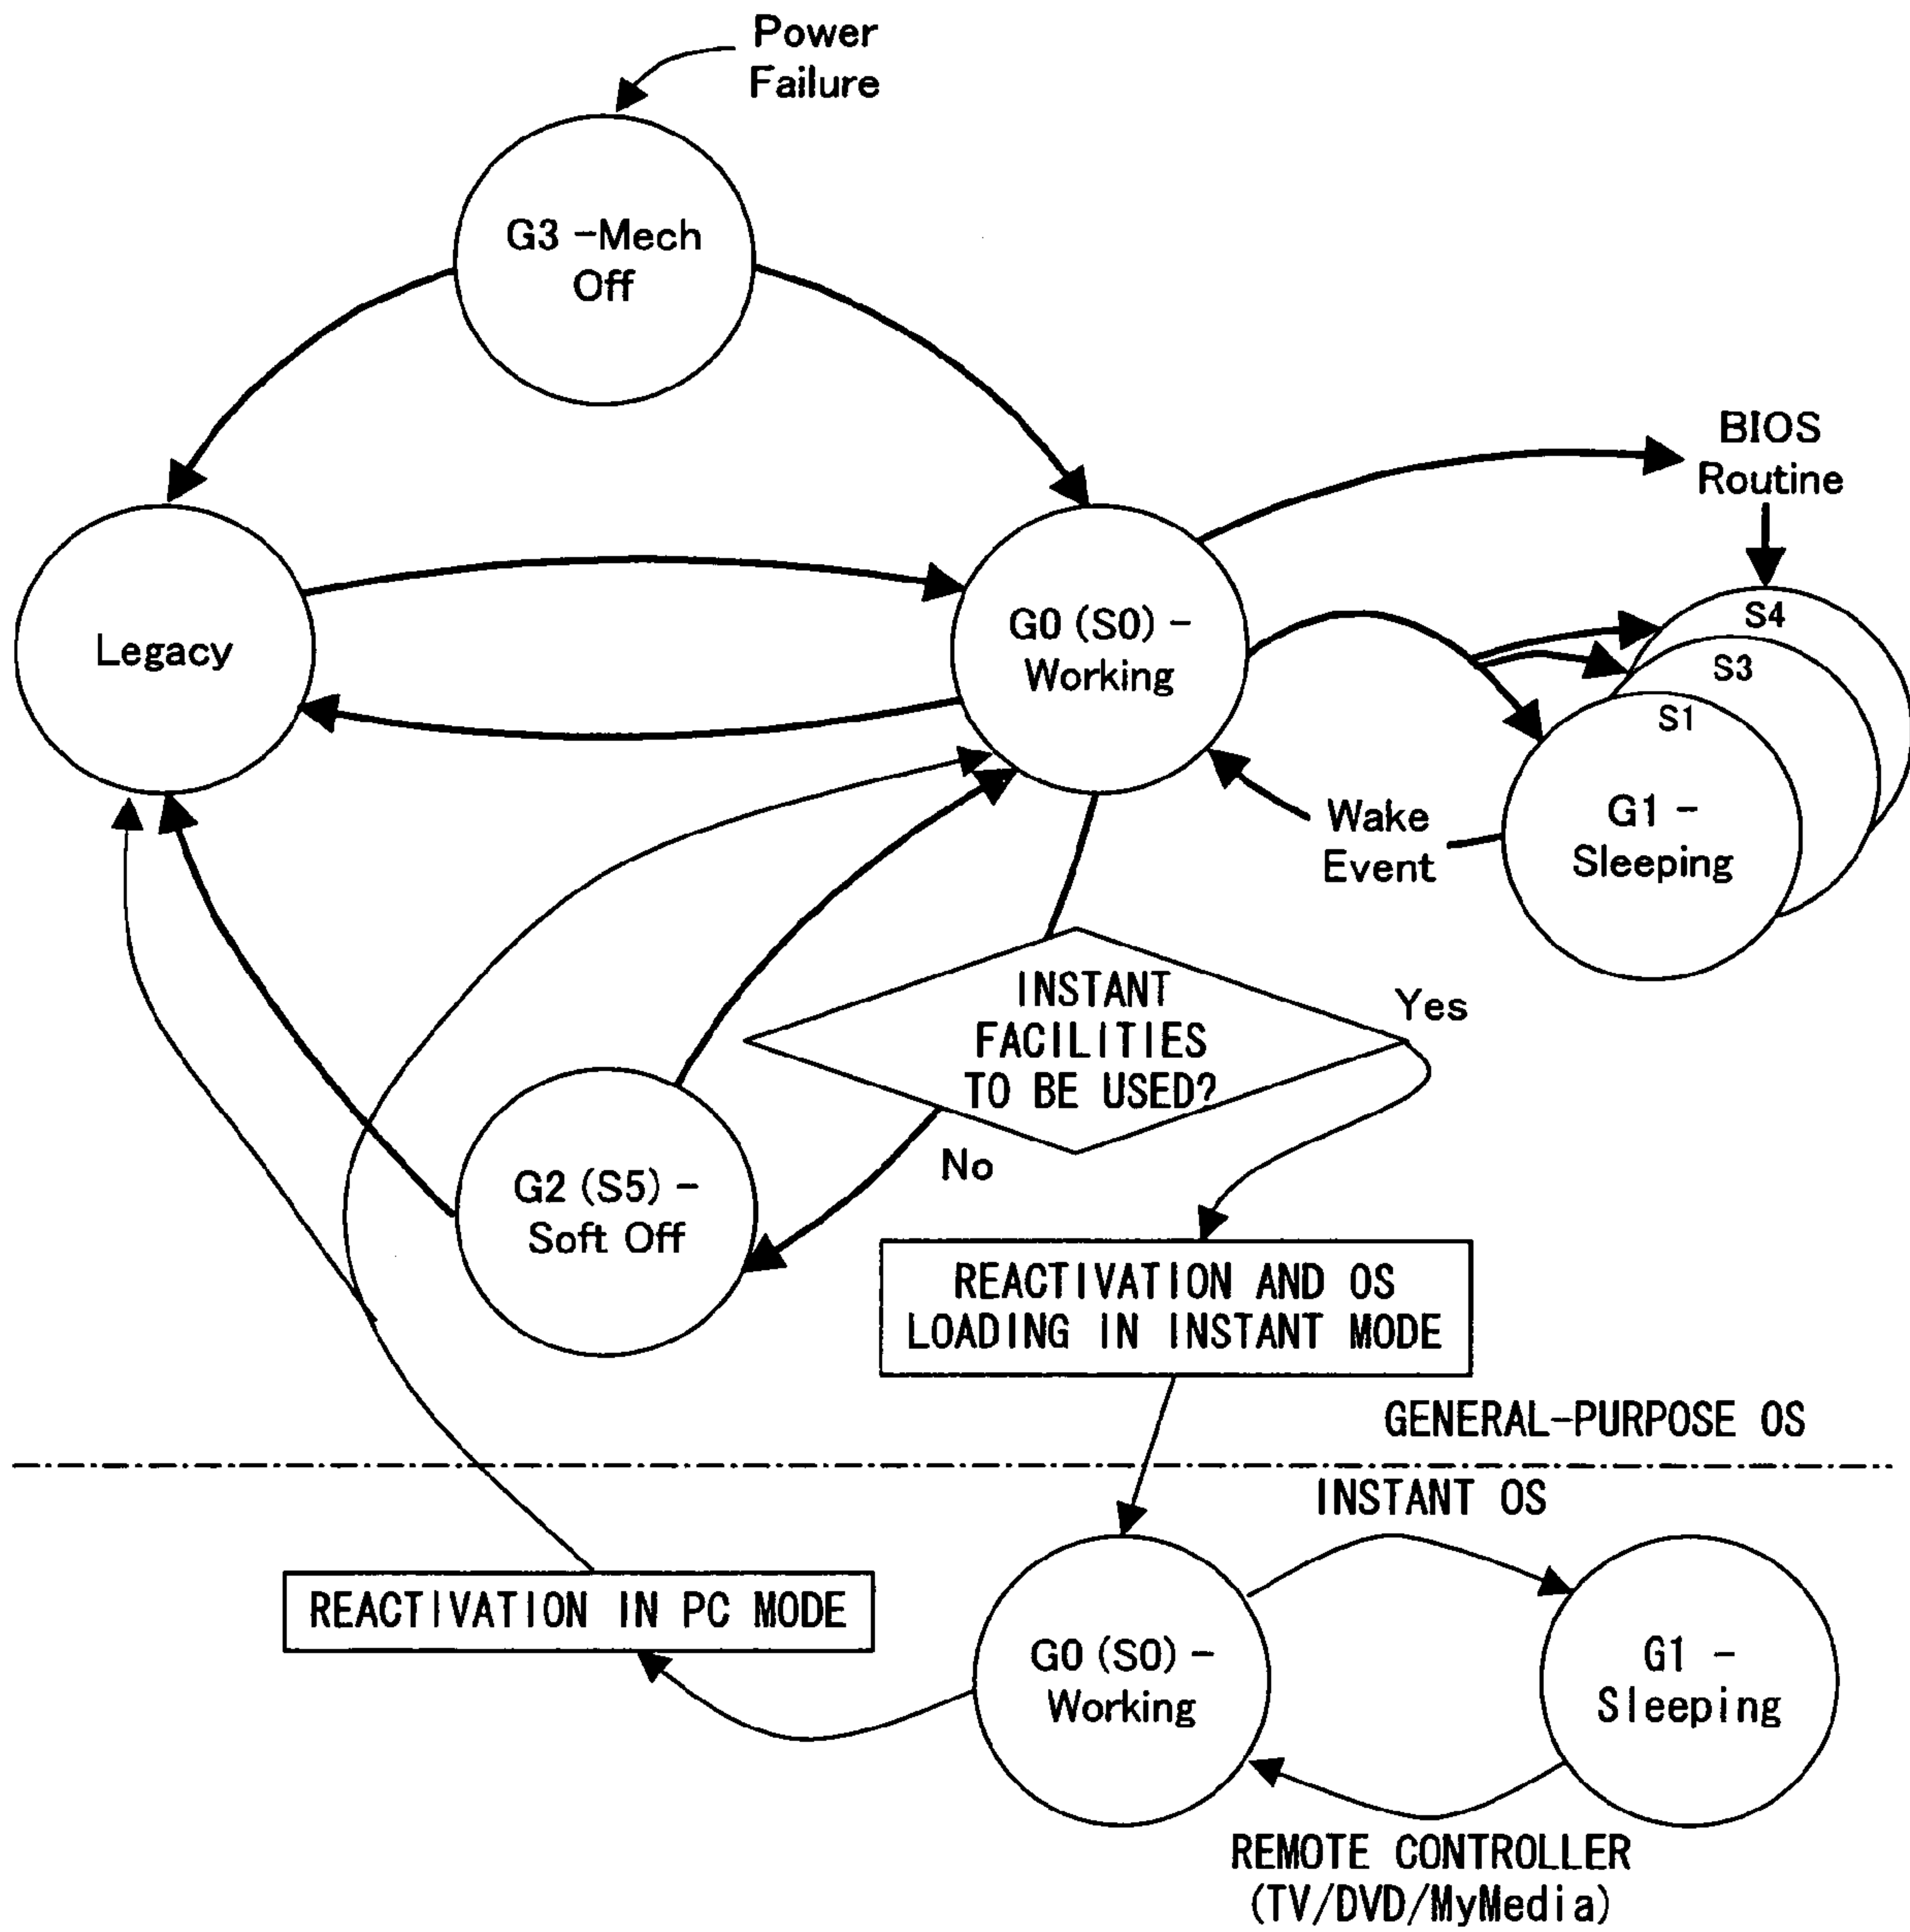 Power
Failure
G3 -Mech
Off
BIOS
Routine
Legacy
G0 (S0) -
Working
S4
S3
S1
G1 -
Sleeping
Wake
Event
INSTANT
FACILITIES
TO BE USED?
Yes
No
G2 (S5) -
Soft Off
REACTIVATION AND OS
LOADING IN INSTANT MODE
GENERAL-PURPOSE OS
INSTANT OS
REACTIVATION IN PC MODE
G0 (S0) -
Working
G1 -
Sleeping
REMOTE CONTROLLER
(TV/DVD/MyMedia)